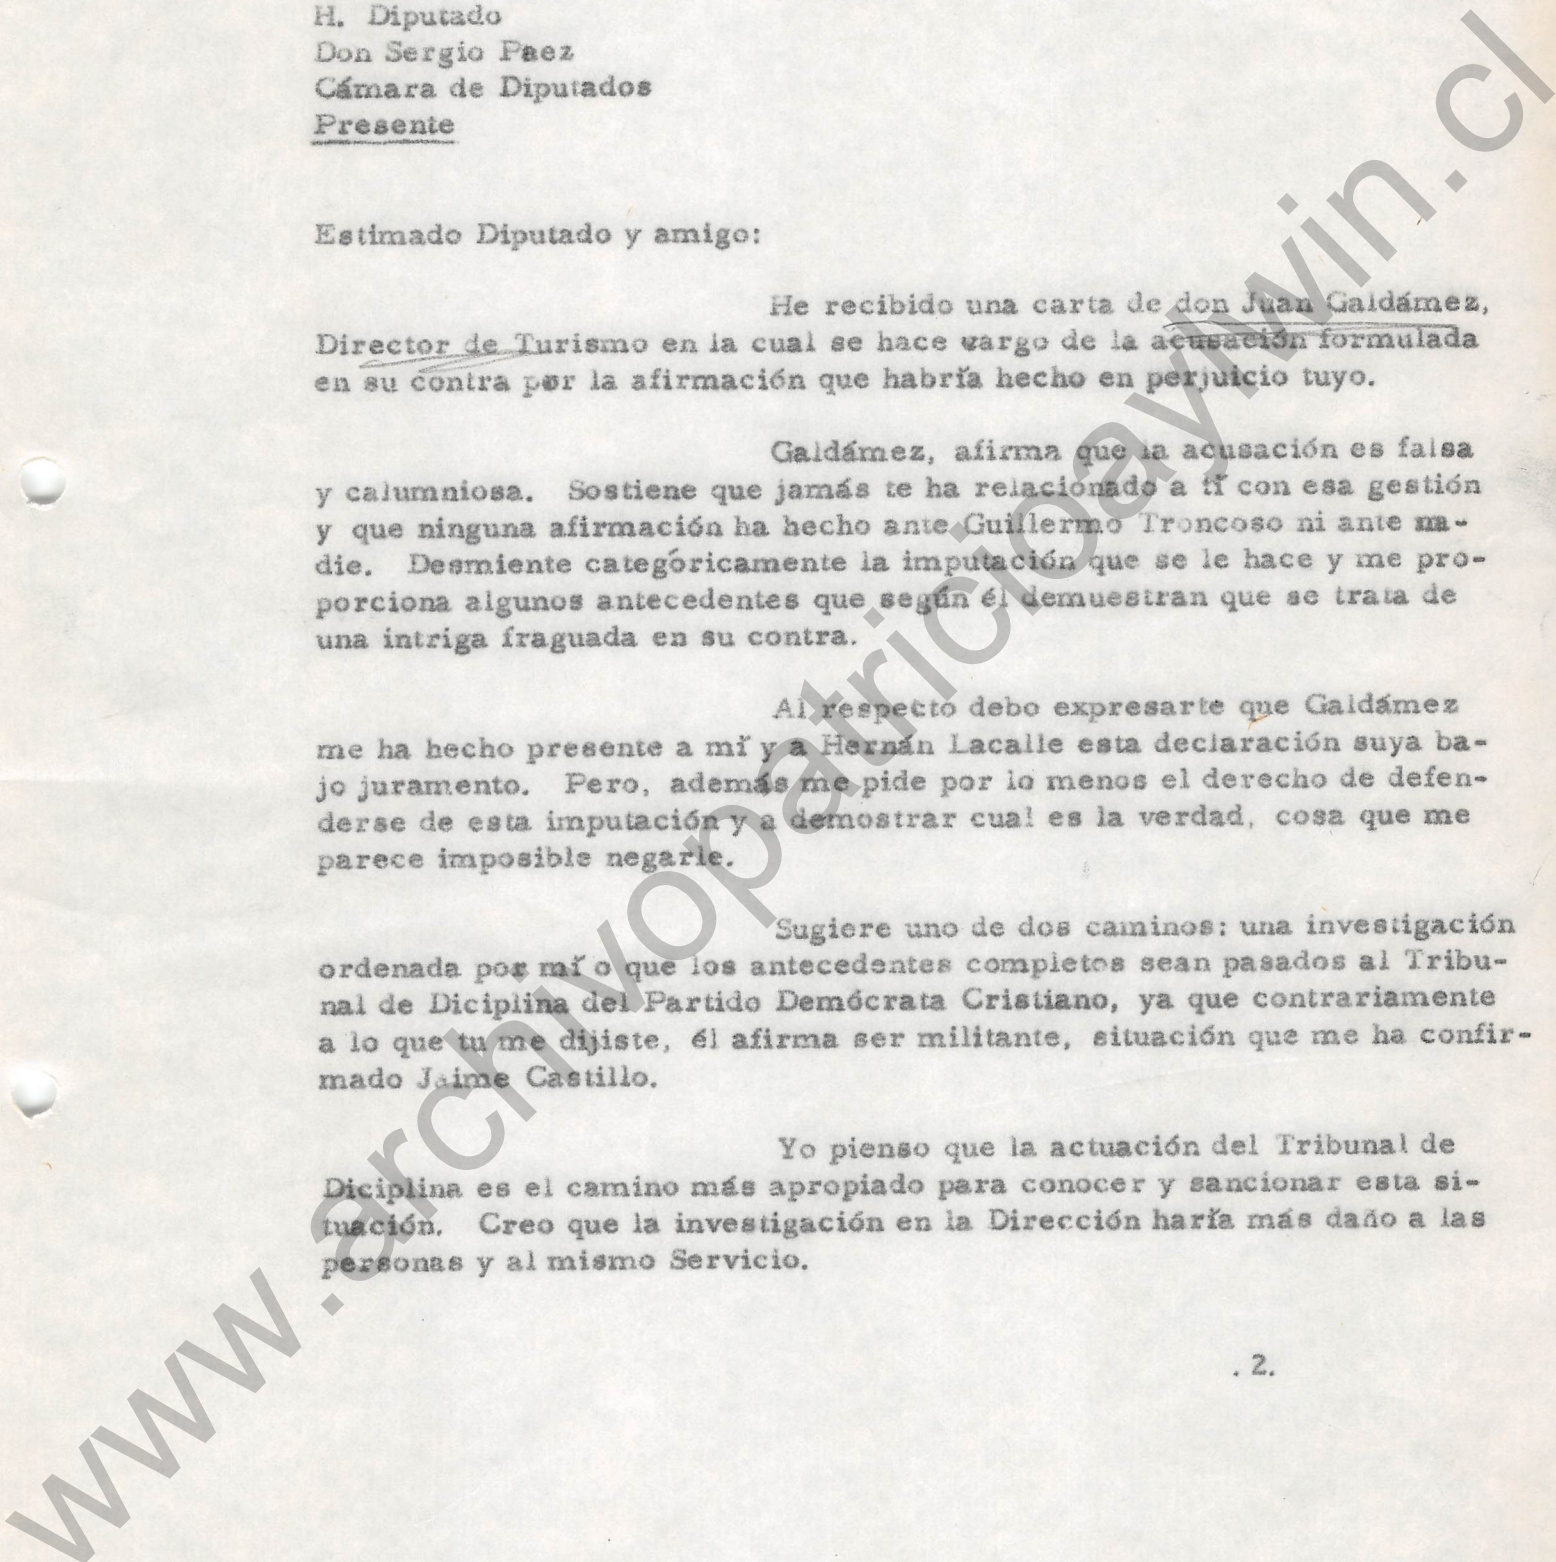 H. Diputado
Don Sergio Paez
Cámara de Diputados
Presente
Estimado Diputado y amigo:
He recibido una carta de don Juan Galdámez,
Director de Turismo en la cual se hace cargo de la acusación formulada
en su contra por la afirmación que habría hecho en perjuicio tuyo.
Galdámez, afirma que la acusación es falsa
y calumniosa. Sostiene que jamás te ha relacionado a tí con esa gestión
y que ninguna afirmación ha hecho ante Guillermo Troncoso ni ante na-
die. Desmiente categóricamente la imputación que se le hace y me pro-
porciona algunos antecedentes que según él demuestran que se trata de
una intriga fraguada en su contra.
Al respecto debo expresarte que Galdámez
me ha hecho presente a mí y a Hernán Lacalle esta declaración suya ba-
jo juramento. Pero, además me pide por lo menos el derecho de defen-
derse de esta imputación y a demostrar cual es la verdad, cosa que me
parece imposible negarle.
Sugiere uno de dos caminos: una investigación
ordenada por mí o que los antecedentes completos sean pasados al Tribu-
nal de Diciplina del Partido Demócrata Cristiano, ya que contrariamente
a lo que tu me dijiste, él afirma ser militante, situación que me ha confir-
mado Jaime Castillo.
Yo pienso que la actuación del Tribunal de
Diciplina es el camino más apropiado para conocer y sancionar esta si-
tuación. Creo que la investigación en la Dirección haría más daño a las
personas y al mismo Servicio.
. 2.
www.archivopatricioaylwin.cl